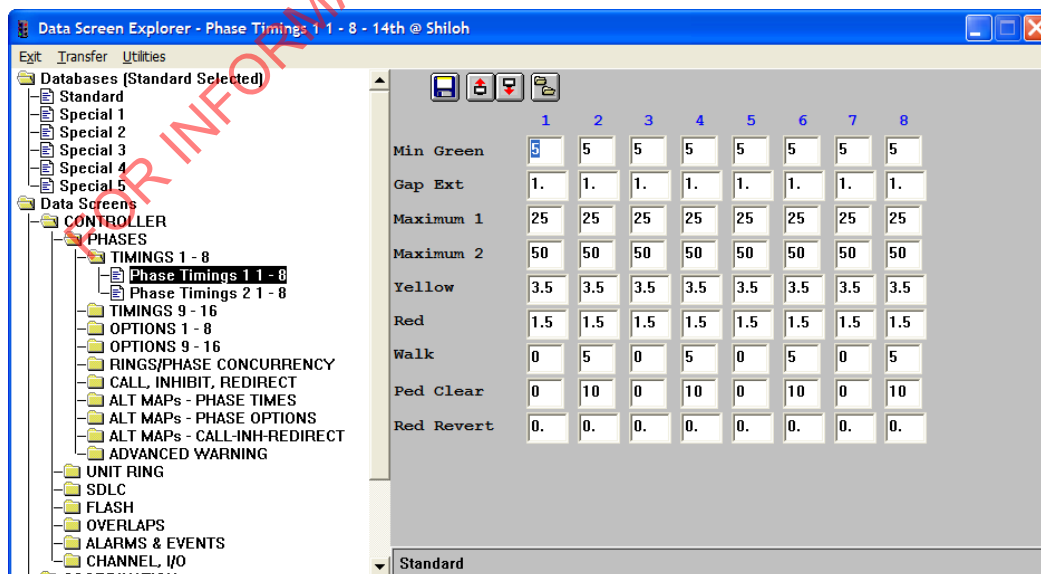 Data Screen Explorer - Phase Timings 1 1 - 8 - 14th @ Shiloh
Exit Transfer Utilities
Databases (Standard Selected)
Standard
Special 1
Special 2
Special 3
Special 4
Special 5
Data Screens
CONTROLLER
PHASES
TIMINGS 1 - 8
Phase Timings 1 1 - 8
Phase Timings 2 1 - 8
TIMINGS 9 - 16
OPTIONS 1 - 8
OPTIONS 9 - 16
RINGS/PHASE CONCURRENCY
CALL, INHIBIT, REDIRECT
ALT MAPs - PHASE TIMES
ALT MAPs - PHASE OPTIONS
ALT MAPs - CALL-INH-REDIRECT
ADVANCED WARNING
UNIT RING
SDLC
FLASH
OVERLAPS
ALARMS & EVENTS
CHANNEL, I/O
1 2 3 4 5 6 7 8
Min Green 5 5 5 5 5 5 5 5
Gap Ext 1. 1. 1. 1. 1. 1. 1. 1.
Maximum 1 25 25 25 25 25 25 25 25
Maximum 2 50 50 50 50 50 50 50 50
Yellow 3.5 3.5 3.5 3.5 3.5 3.5 3.5 3.5
Red 1.5 1.5 1.5 1.5 1.5 1.5 1.5 1.5
Walk 0 5 0 5 0 5 0 5
Ped Clear 0 10 0 10 0 10 0 10
Red Revert 0. 0. 0. 0. 0. 0. 0. 0.
Standard
FOR INFORMA